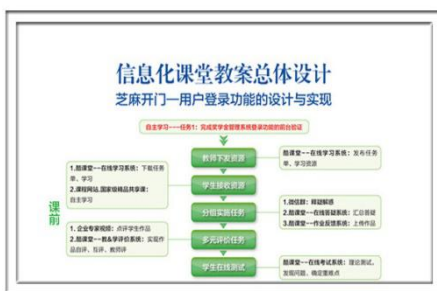 信息化课堂教案总体设计
芝麻开门—用户登录功能的设计与实现
自主学习---任务1：完成奖学金管理系统登录功能的前台验证
教师下发资源
酷课堂--在线学习系统：发布任务
单、学习资源
1.酷课堂--在线学习系统：下载任务
单、学习
2.课程网站、国家级精品共享课：
自主学习
学生接收资源
课前
分组实施任务
1.微信群：释疑解惑
2.酷课堂--在线答疑系统：汇总答疑
3.酷课堂--作业反馈系统：上传作品
1.企业专家视频：点评学生作品
2.酷课堂--教&学评价系统：实现作
品自评、互评、教师评
多元评价任务
学生在线测试
酷课堂--在线考试系统：理论测试，
发现问题、确定重难点